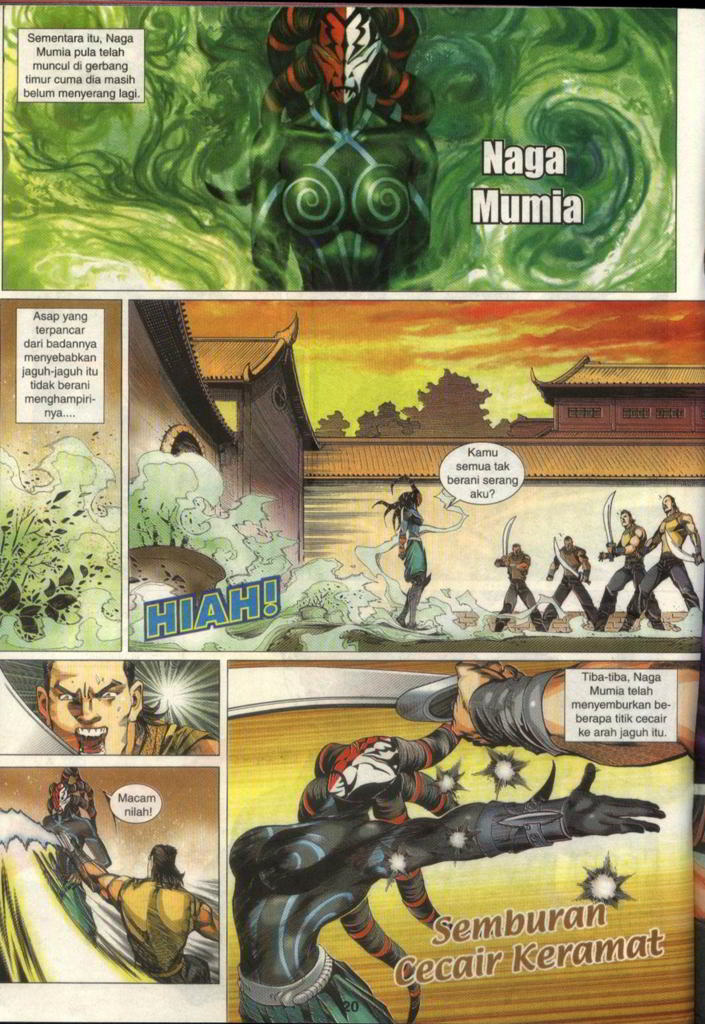 Sementara itu, Naga
Mumia pula telah
muncul di gerbang
timur cuma dia masih
belum menyerang lagi.
Naga
Mumia
Asap yang
terpancar
dari badannya
menyebabkan
jaguh-jaguh itu
tidak berani
menghampiri-
nya....
Kamu
semua tak
berani serang
aku?
HIAH!
Tiba-tiba, Naga
Mumia telah
menyemburkan be-
berapa titik cecair
ke arah jaguh itu.
Macam
nilah!
Semburan
Cecair Keramat
20